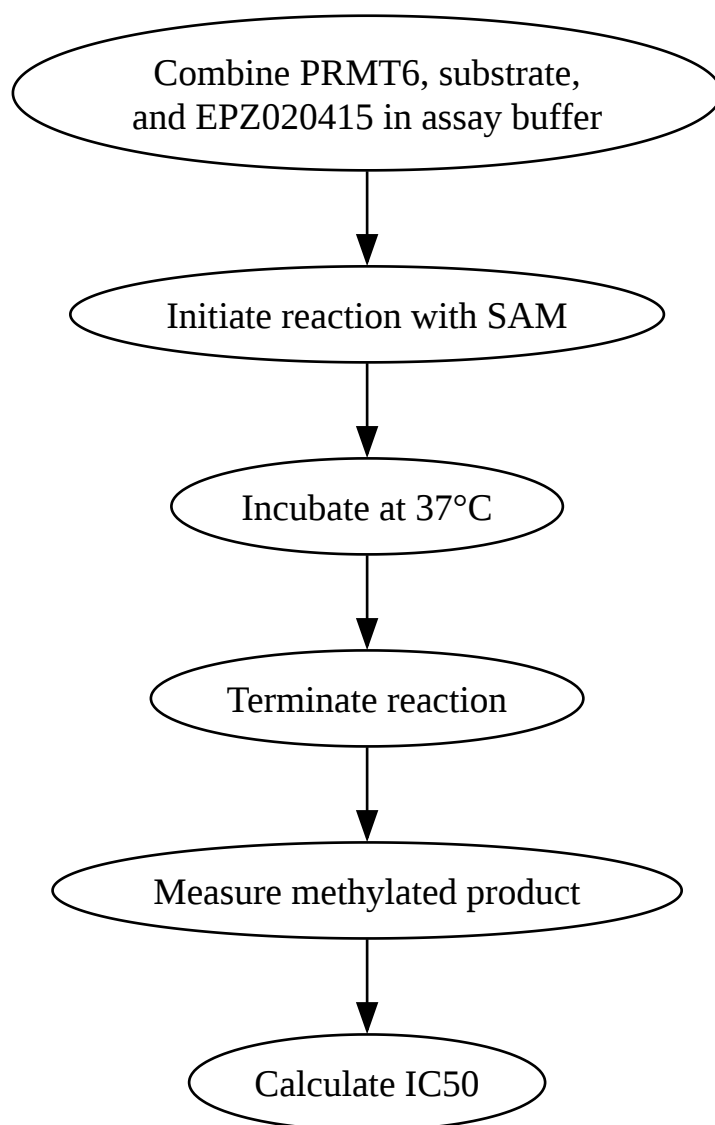 Combine PRMT6, substrate,
and EPZ020415 in assay buffer
Initiate reaction with SAM
Incubate at 37°C
Terminate reaction
Measure methylated product
Calculate IC50